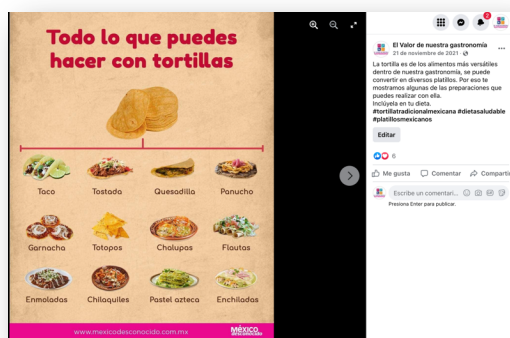 Todo lo que puedes
hacer con tortillas
Taco
Tostada
Quesadilla
Panucho
Garnacha
Totopos
Chalupas
Flautas
Enmoladas
Chilaquiles
Pastel azteca
Enchiladas
www.mexicodesconocido.com.mx
MÉXICO
DESCONOCIDO
El Valor de nuestra gastronomía
21 de noviembre de 2021 ·
La tortilla es de los alimentos más versátiles
dentro de nuestra gastronomía, se puede
convertir en diversos platillos. Por eso te
mostramos algunas de las preparaciones que
puedes realizar con ella.
Inclúyela en tu dieta.
#tortillatradicionalmexicana #dietasaludable
#platillosmexicanos
Editar
6
Me gusta
Comentar
Compartir
Escribe un comentari...
Presiona Enter para publicar.